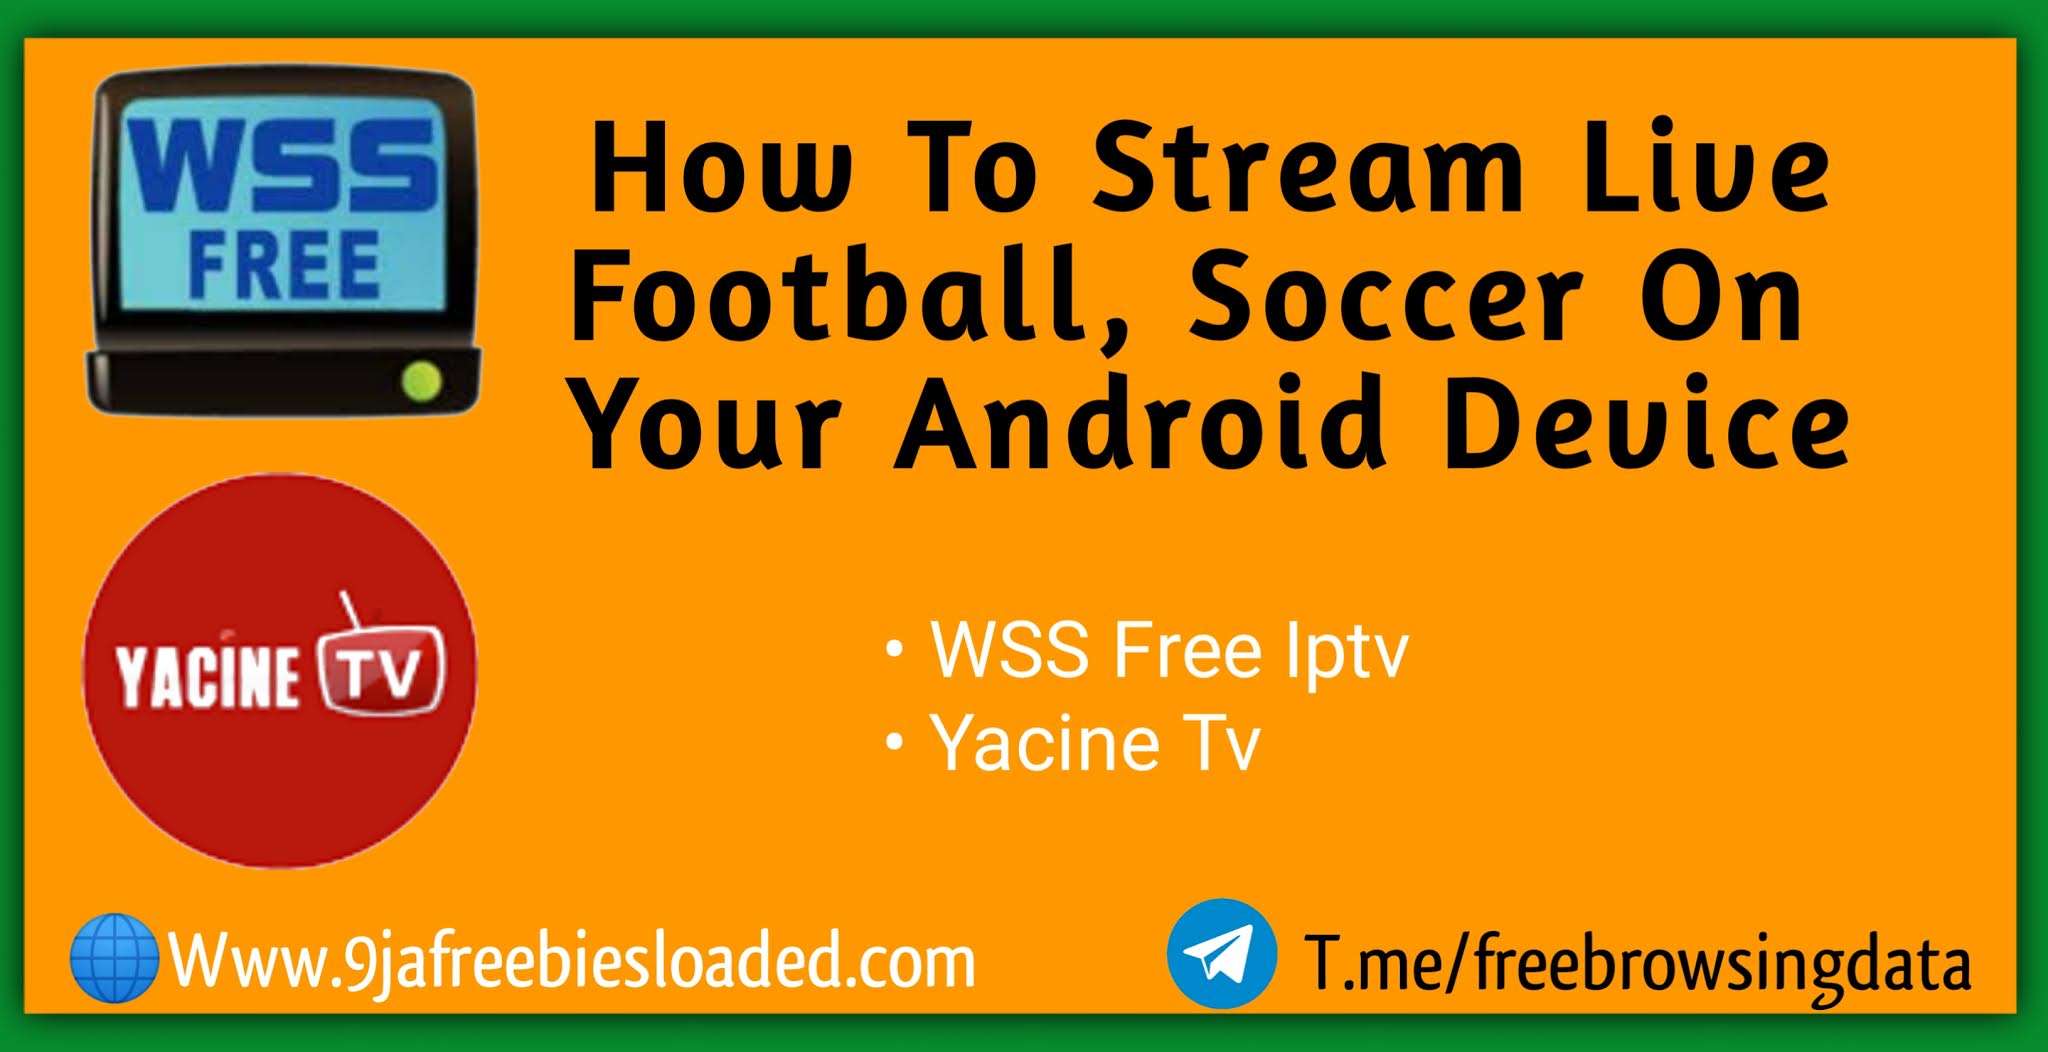 WSS
FREE
How To Stream Live
Football, Soccer On
Your Android Device
YACINE TV
• WSS Free Iptv
• Yacine Tv
Www.9jafreebiesloaded.com
T.me/freebrowsingdata